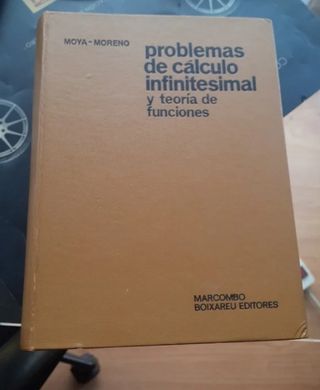 MOYA-MORENO
problemas
de cálculo
infinitesimal
y teoría de
funciones
MARCOMBO
BOIXAREU EDITORES